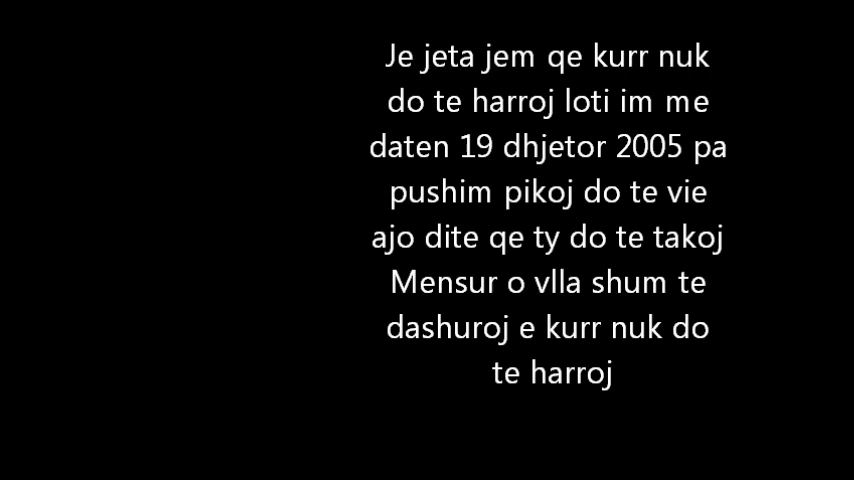 Je jeta jem qe kurr nuk
do te harroj loti im me
daten 19 dhjetor 2005 pa
pushim pikoj do te vie
ajo dite qe ty do te takoj
Mensur o vlla shum te
dashuroj e kurr nuk do
te harroj